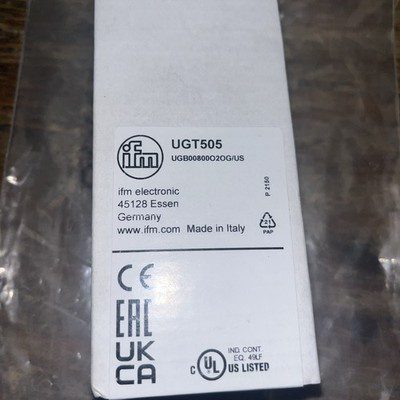 ifm
UGT505
UGB00800O2OG/US
ifm electronic
45128 Essen
Germany
www.ifm.com Made in Italy
P. 2150
21
PAP
CE
EAC
UK
CA
C UL US LISTED
IND. CONT.
EQ. 49LF